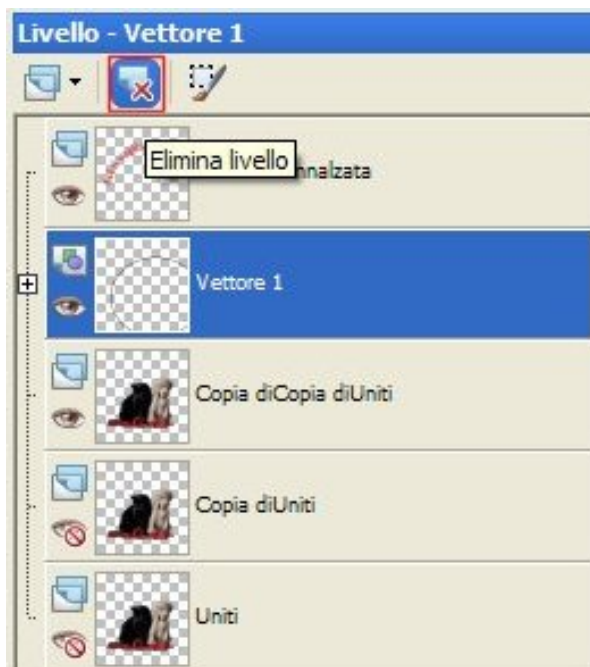 Livello - Vettore 1
Elimina livello
nnalzata
Vettore 1
Copia diCopia diUniti
Copia diUniti
Uniti